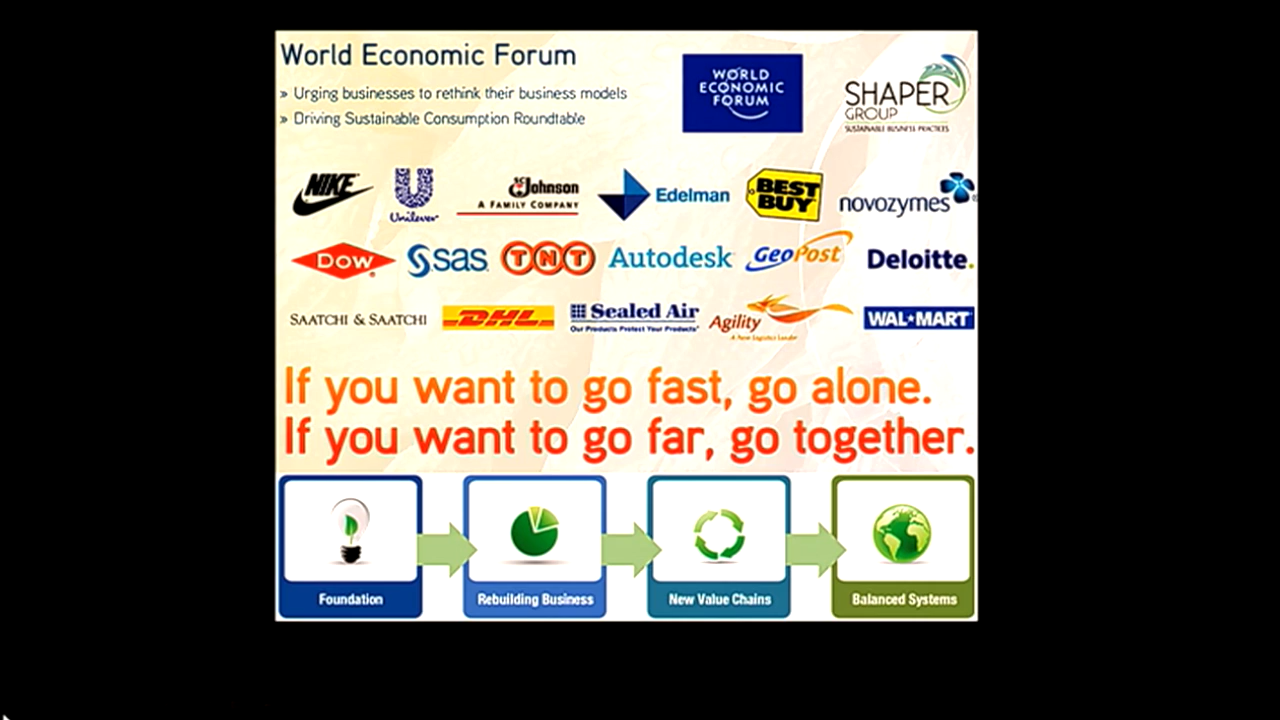 World Economic Forum
» Urging businesses to rethink their business models
» Driving Sustainable Consumption Roundtable
WORLD
ECONOMIC
FORUM
SHAPER
GROUP
SUSTAINABLE BUSINESS PRACTICES
NIKE
Unilever
SC Johnson
A FAMILY COMPANY
Edelman
BEST
BUY
novozymes
DOW
sas
TNT
Autodesk
GeoPost
Deloitte.
SAATCHI & SAATCHI
DHL
Sealed Air
Our Products Protect Your Products
Agility
A New Logistics Leader
WAL★MART
If you want to go fast, go alone.
If you want to go far, go together.
Foundation
Rebuilding Business
New Value Chains
Balanced Systems